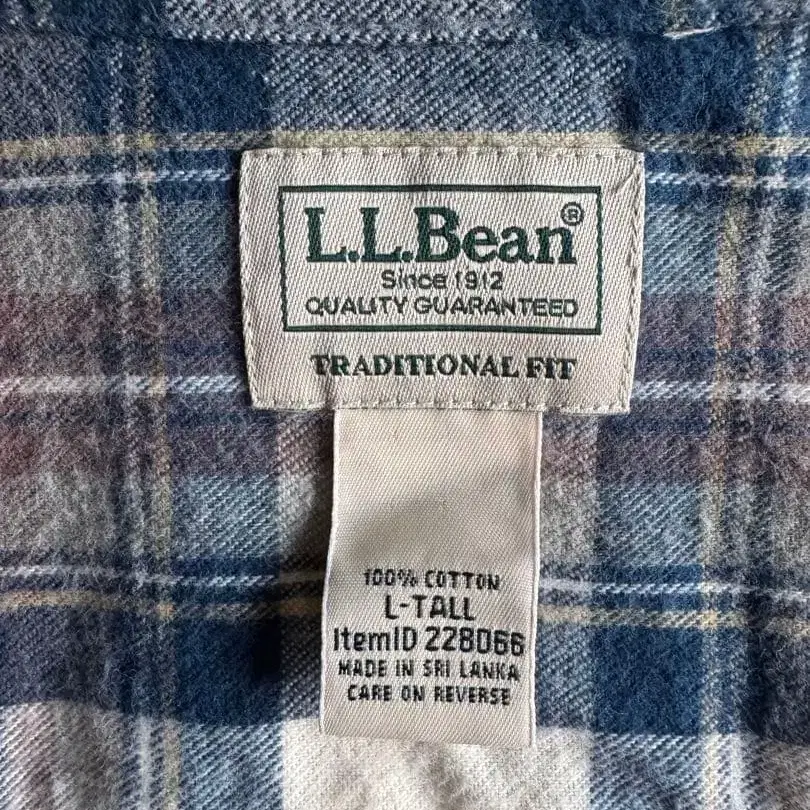 L.L.Bean®
Since 1912
QUALITY GUARANTEED
TRADITIONAL FIT
100% COTTON
L-TALL
ItemID 228066
MADE IN SRI LANKA
CARE ON REVERSE